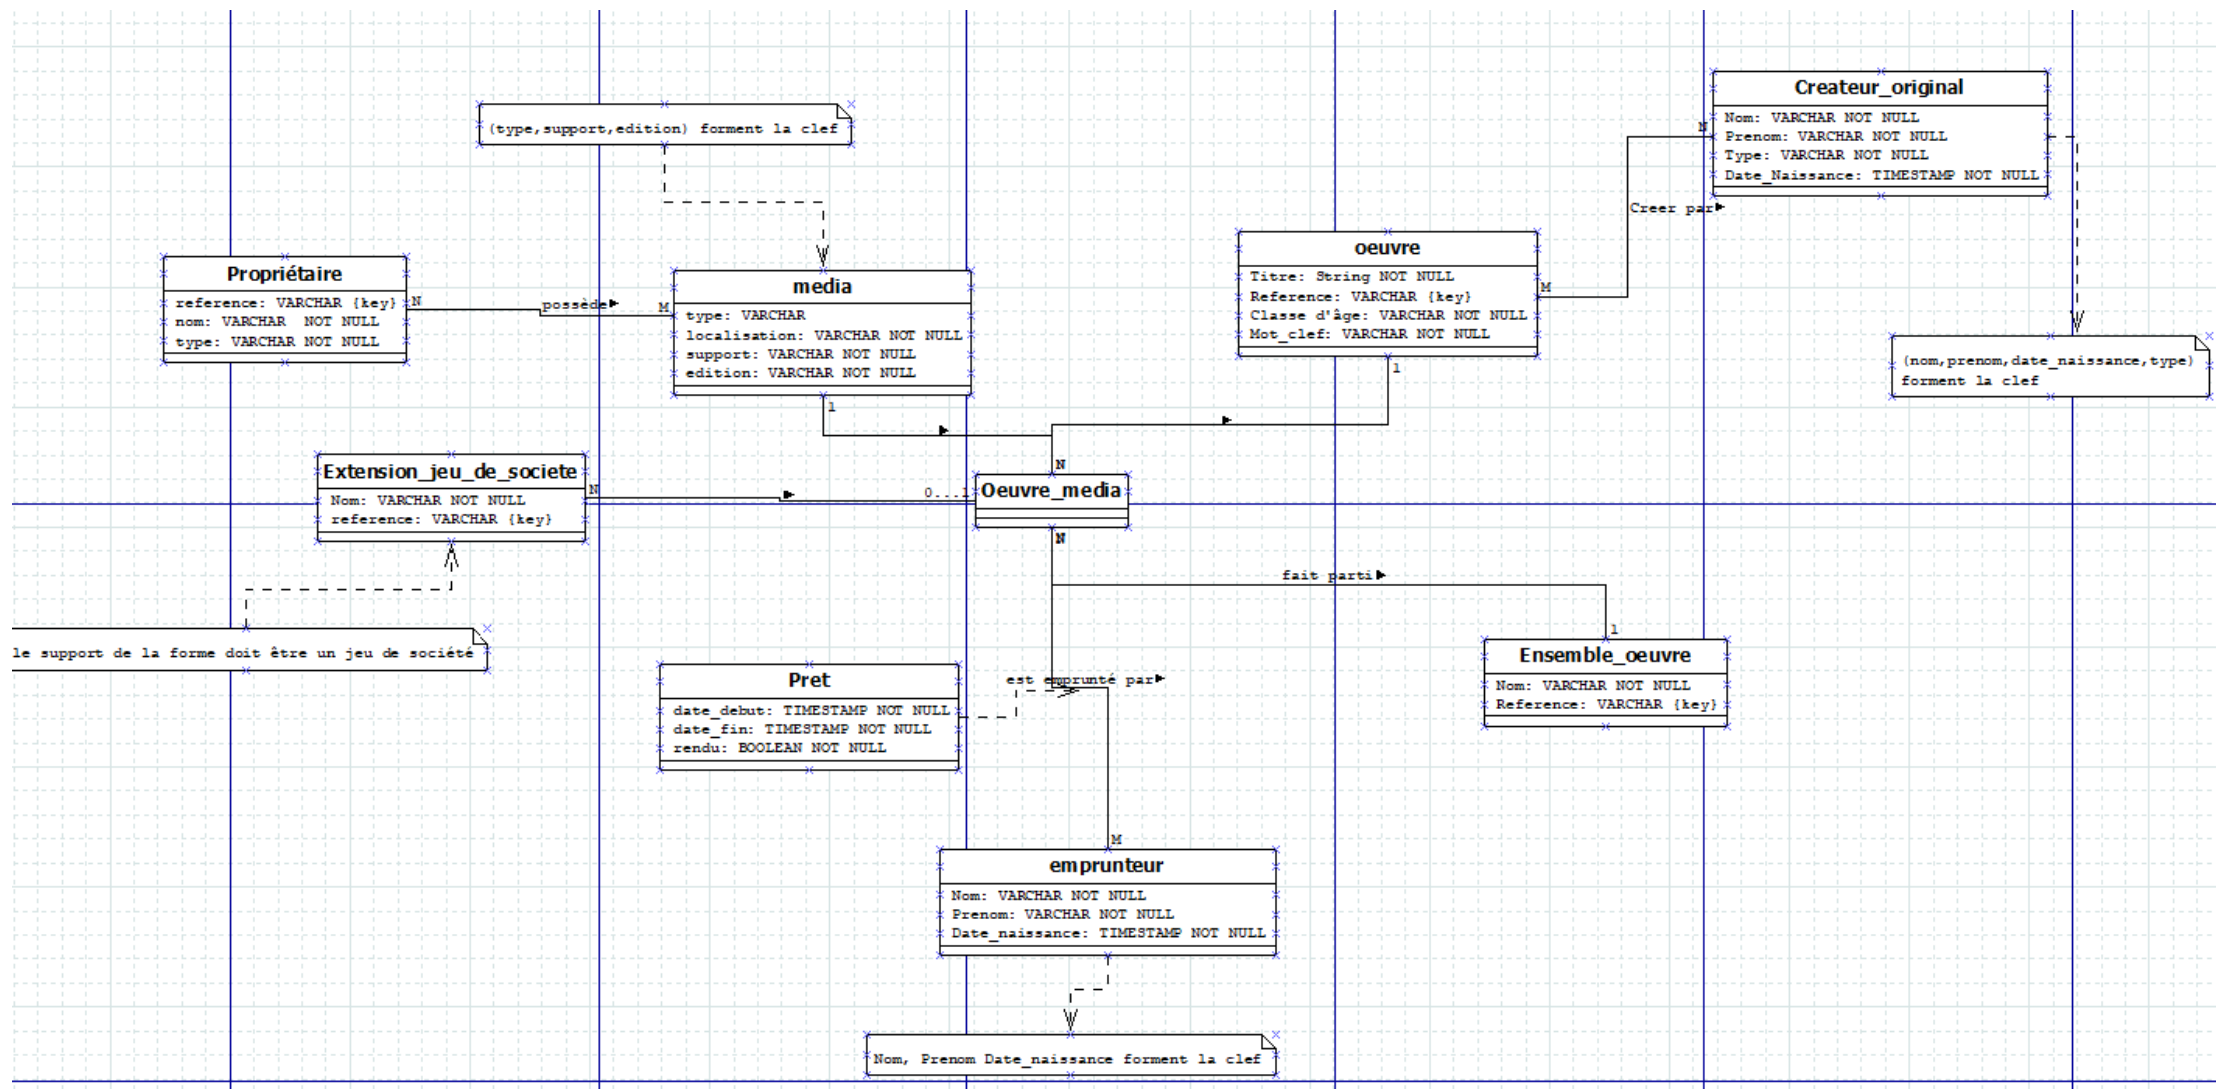 Createur_original
Nom: VARCHAR NOT NULL
Prenom: VARCHAR NOT NULL
Type: VARCHAR NOT NULL
Date_Naissance: TIMESTAMP NOT NULL
N
Creer par
(type,support,edition) forment la clef
oeuvre
Titre: String NOT NULL
Reference: VARCHAR {key}
Classe d'âge: VARCHAR NOT NULL
Mot_clef: VARCHAR NOT NULL
M
1
Propriétaire
reference: VARCHAR {key}
nom: VARCHAR  NOT NULL
type: VARCHAR NOT NULL
N
possède
M
media
type: VARCHAR
localisation: VARCHAR NOT NULL
support: VARCHAR NOT NULL
edition: VARCHAR NOT NULL
1
(nom,prenom,date_naissance,type)
forment la clef
Extension_jeu_de_societe
Nom: VARCHAR NOT NULL
reference: VARCHAR {key}
N
0...1
N
Oeuvre_media
N
fait parti
1
le support de la forme doit être un jeu de société
Ensemble_oeuvre
Nom: VARCHAR NOT NULL
Reference: VARCHAR {key}
Pret
date_debut: TIMESTAMP NOT NULL
date_fin: TIMESTAMP NOT NULL
rendu: BOOLEAN NOT NULL
est emprunté par
M
emprunteur
Nom: VARCHAR NOT NULL
Prenom: VARCHAR NOT NULL
Date_naissance: TIMESTAMP NOT NULL
Nom, Prenom Date_naissance forment la clef